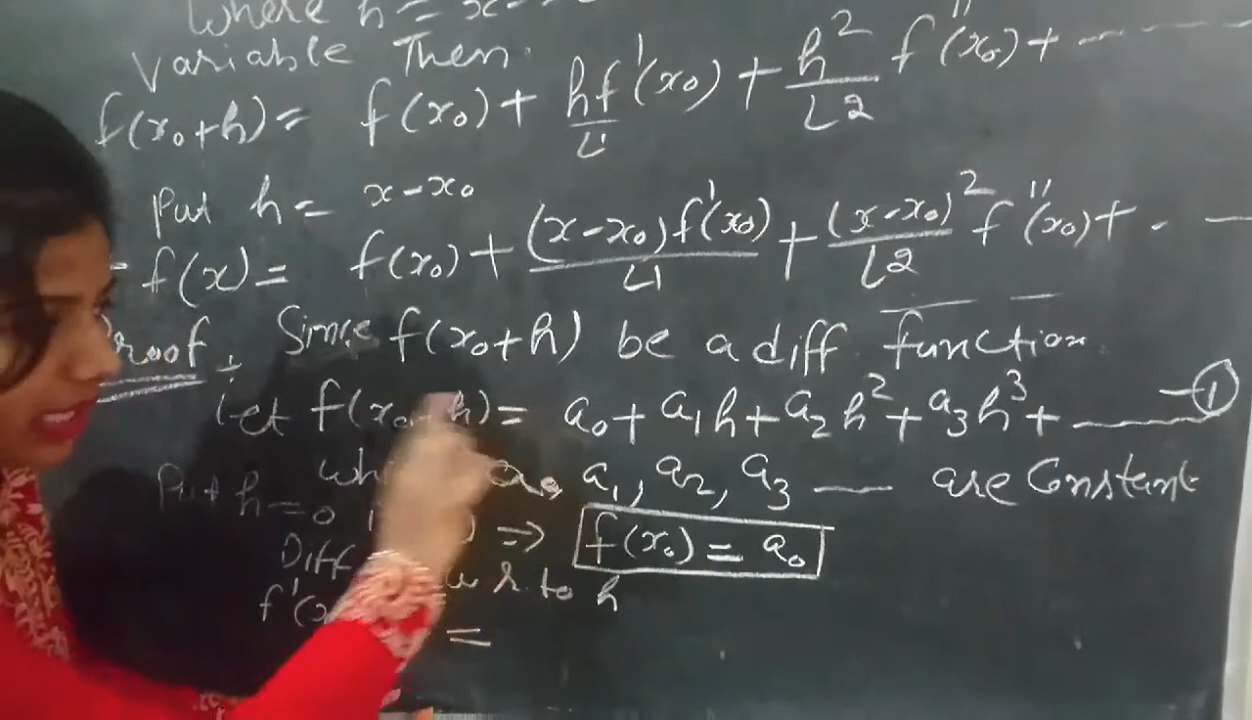 where h = x-
Variable Then.
f(x₀+h) = f(x₀) + hf'(x₀)/∟1 + h²/∟2 f''(x₀) + -----
Put h = x-x₀
f(x) = f(x₀) + (x-x₀)f'(x₀)/∟1 + (x-x₀)²/∟2 f''(x₀) + . —
Proof ÷ Since f(x₀+h) be a diff function.
Let f(x₀+h) = a₀ + a₁h + a₂h² + a₃h³ + —— ①
a₀, a₁, a₂, a₃ —— are Constant
Put h=0 ⇒ f(x₀) = a₀
Diff w r. to h
f'( =